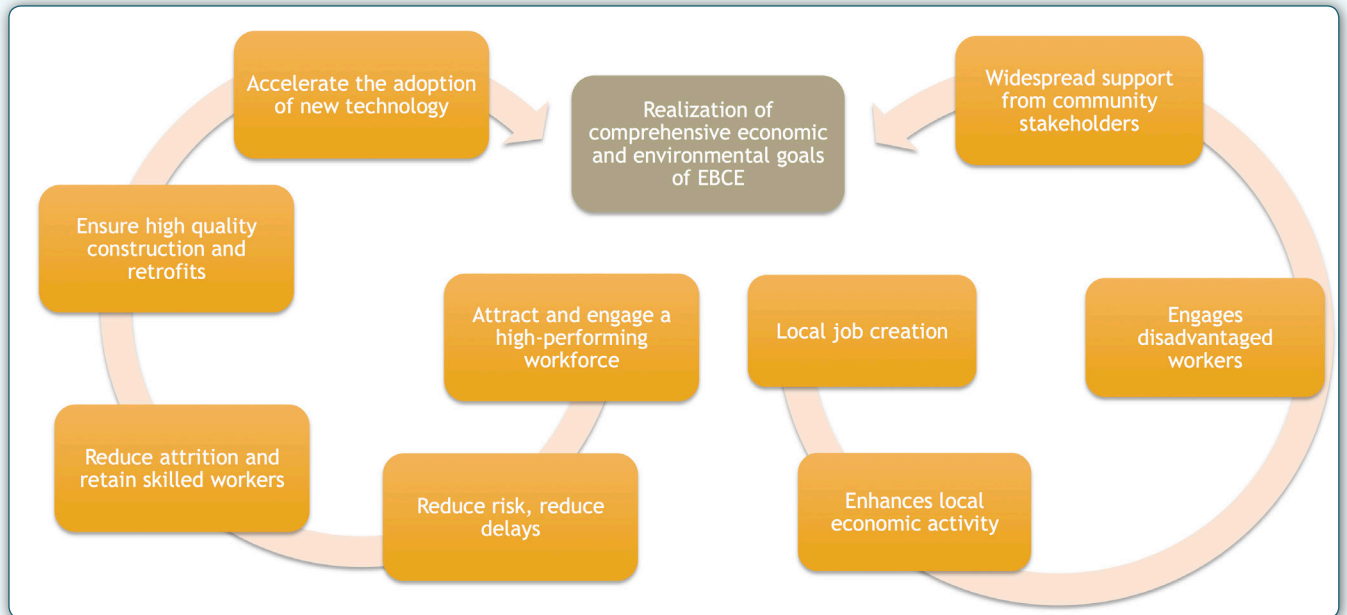 Accelerate the adoption
of new technology
Realization of
comprehensive economic
and environmental goals
of EBCE
Widespread support
from community
stakeholders
Ensure high quality
construction and
retrofits
Attract and engage a
high-performing
workforce
Local job creation
Engages
disadvantaged
workers
Reduce attrition and
retain skilled workers
Reduce risk, reduce
delays
Enhances local
economic activity